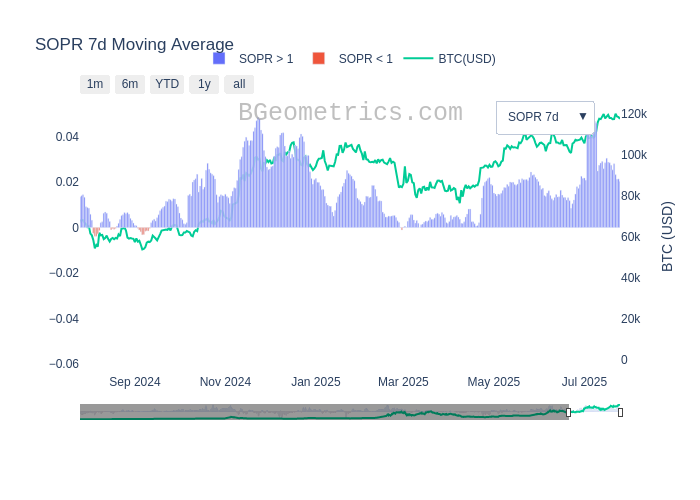 SOPR 7d Moving Average
SOPR > 1
SOPR < 1
BTC(USD)
1m
6m
YTD
1y
all
BGeometrics.com
SOPR 7d ▼
0.04
0.02
0
−0.02
−0.04
−0.06
120k
100k
80k
60k
40k
20k
0
BTC (USD)
Sep 2024
Nov 2024
Jan 2025
Mar 2025
May 2025
Jul 2025